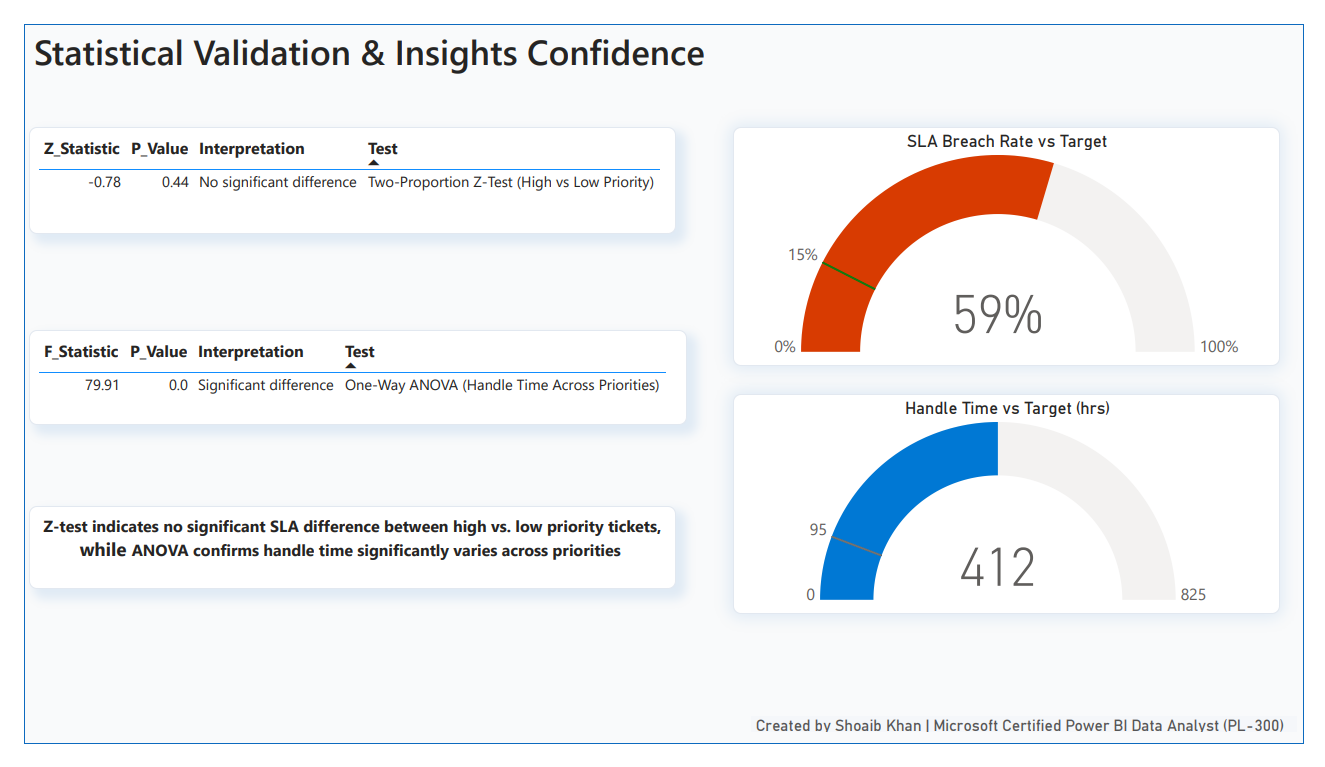 Statistical Validation & Insights Confidence
Z_Statistic P_Value Interpretation Test
-0.78 0.44 No significant difference Two-Proportion Z-Test (High vs Low Priority)
F_Statistic P_Value Interpretation Test
79.91 0.0 Significant difference One-Way ANOVA (Handle Time Across Priorities)
Z-test indicates no significant SLA difference between high vs. low priority tickets,
while ANOVA confirms handle time significantly varies across priorities
SLA Breach Rate vs Target
15%
59%
0%
100%
Handle Time vs Target (hrs)
95
412
0
825
Created by Shoaib Khan | Microsoft Certified Power BI Data Analyst (PL-300)